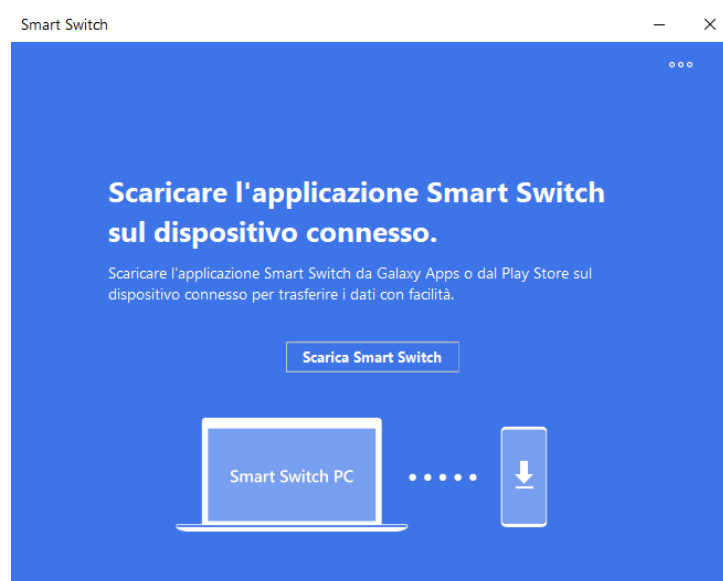 Smart Switch
Scaricare l'applicazione Smart Switch
sul dispositivo connesso.
Scaricare l'applicazione Smart Switch da Galaxy Apps o dal Play Store sul
dispositivo connesso per trasferire i dati con facilità.
Scarica Smart Switch
Smart Switch PC